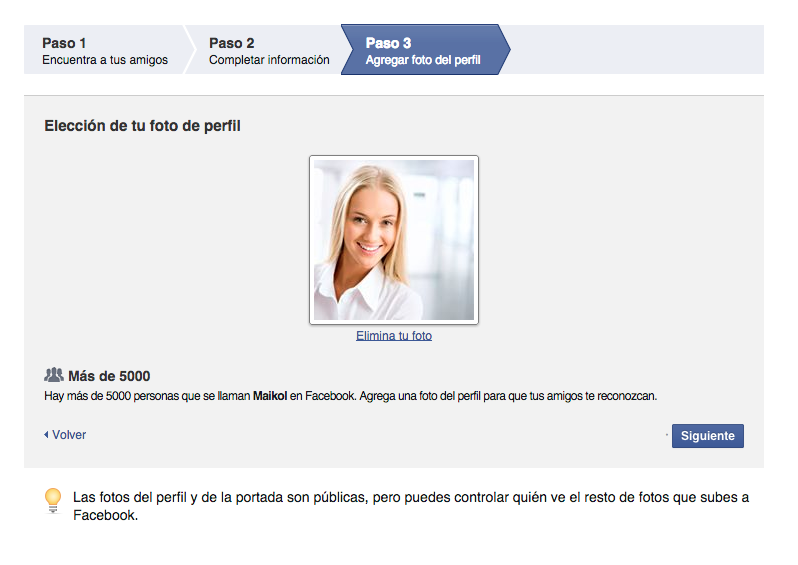 Paso 1
Encuentra a tus amigos
Paso 2
Completar información
Paso 3
Agregar foto del perfil
Elección de tu foto de perfil
Elimina tu foto
Más de 5000
Hay más de 5000 personas que se llaman Maikol en Facebook. Agrega una foto del perfil para que tus amigos te reconozcan.
Volver
· Siguiente
Las fotos del perfil y de la portada son públicas, pero puedes controlar quién ve el resto de fotos que subes a
Facebook.